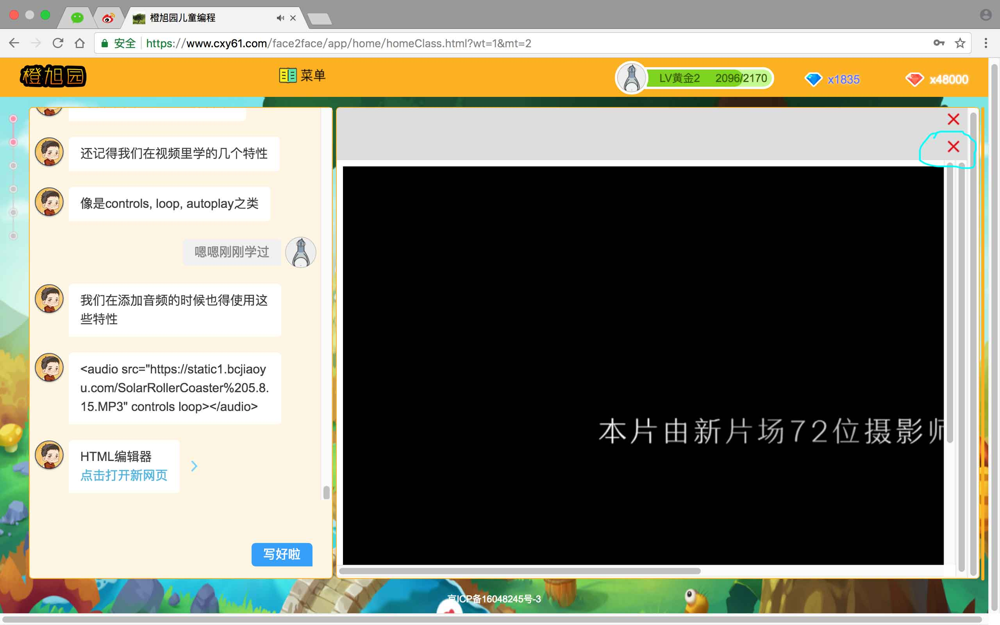 橙旭园儿童编程
安全 https://www.cxy61.com/face2face/app/home/homeClass.html?wt=1&mt=2
橙旭园
菜单
LV黄金2 2096/2170
x1835
x48000
还记得我们在视频里学的几个特性
像是controls, loop, autoplay之类
嗯嗯刚刚学过
我们在添加音频的时候也得使用这
些特性
<audio src="https://static1.bcjiaoy
u.com/SolarRollerCoaster%205.8.
15.MP3" controls loop></audio>
HTML编辑器
点击打开新网页
写好啦
本片由新片场72位摄影师
京ICP备16048245号-3